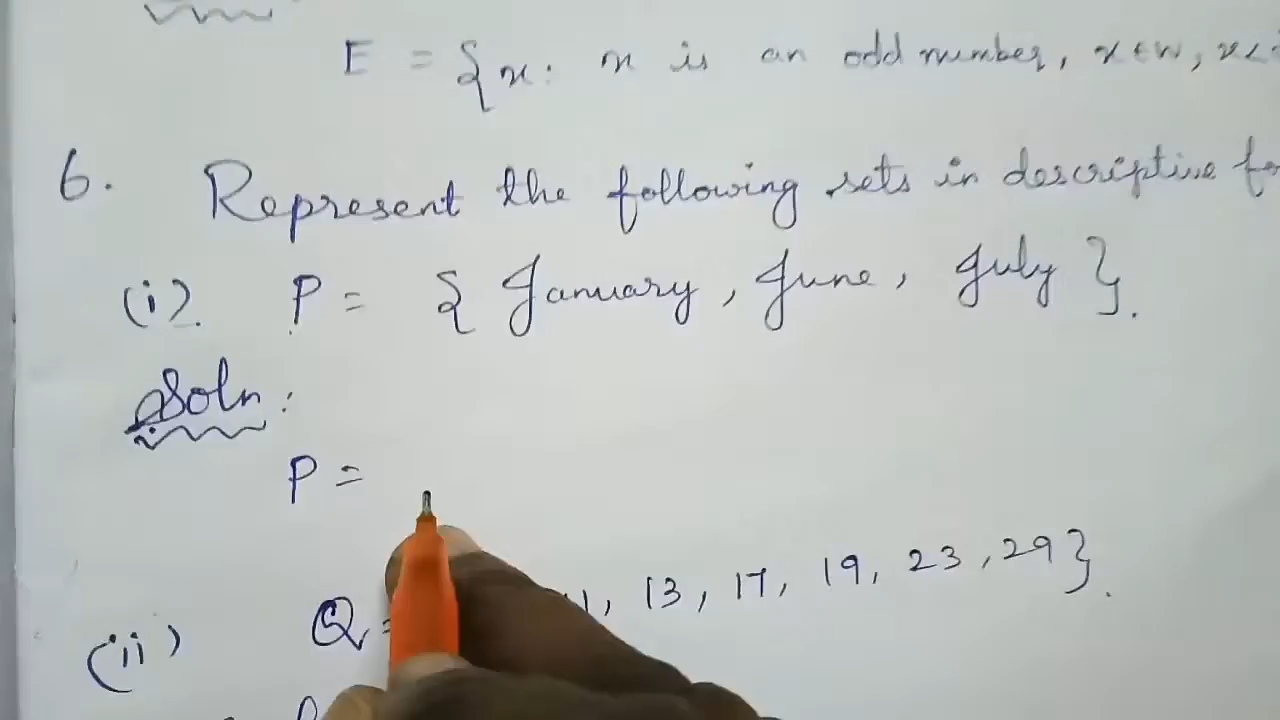 E = {x: x is an odd number, x ∈ W, x <
6. Represent the following sets in descriptive
(i). P = { January, June, July }.
Soln:
P =
(ii) Q = 11, 13, 17, 19, 23, 29}.